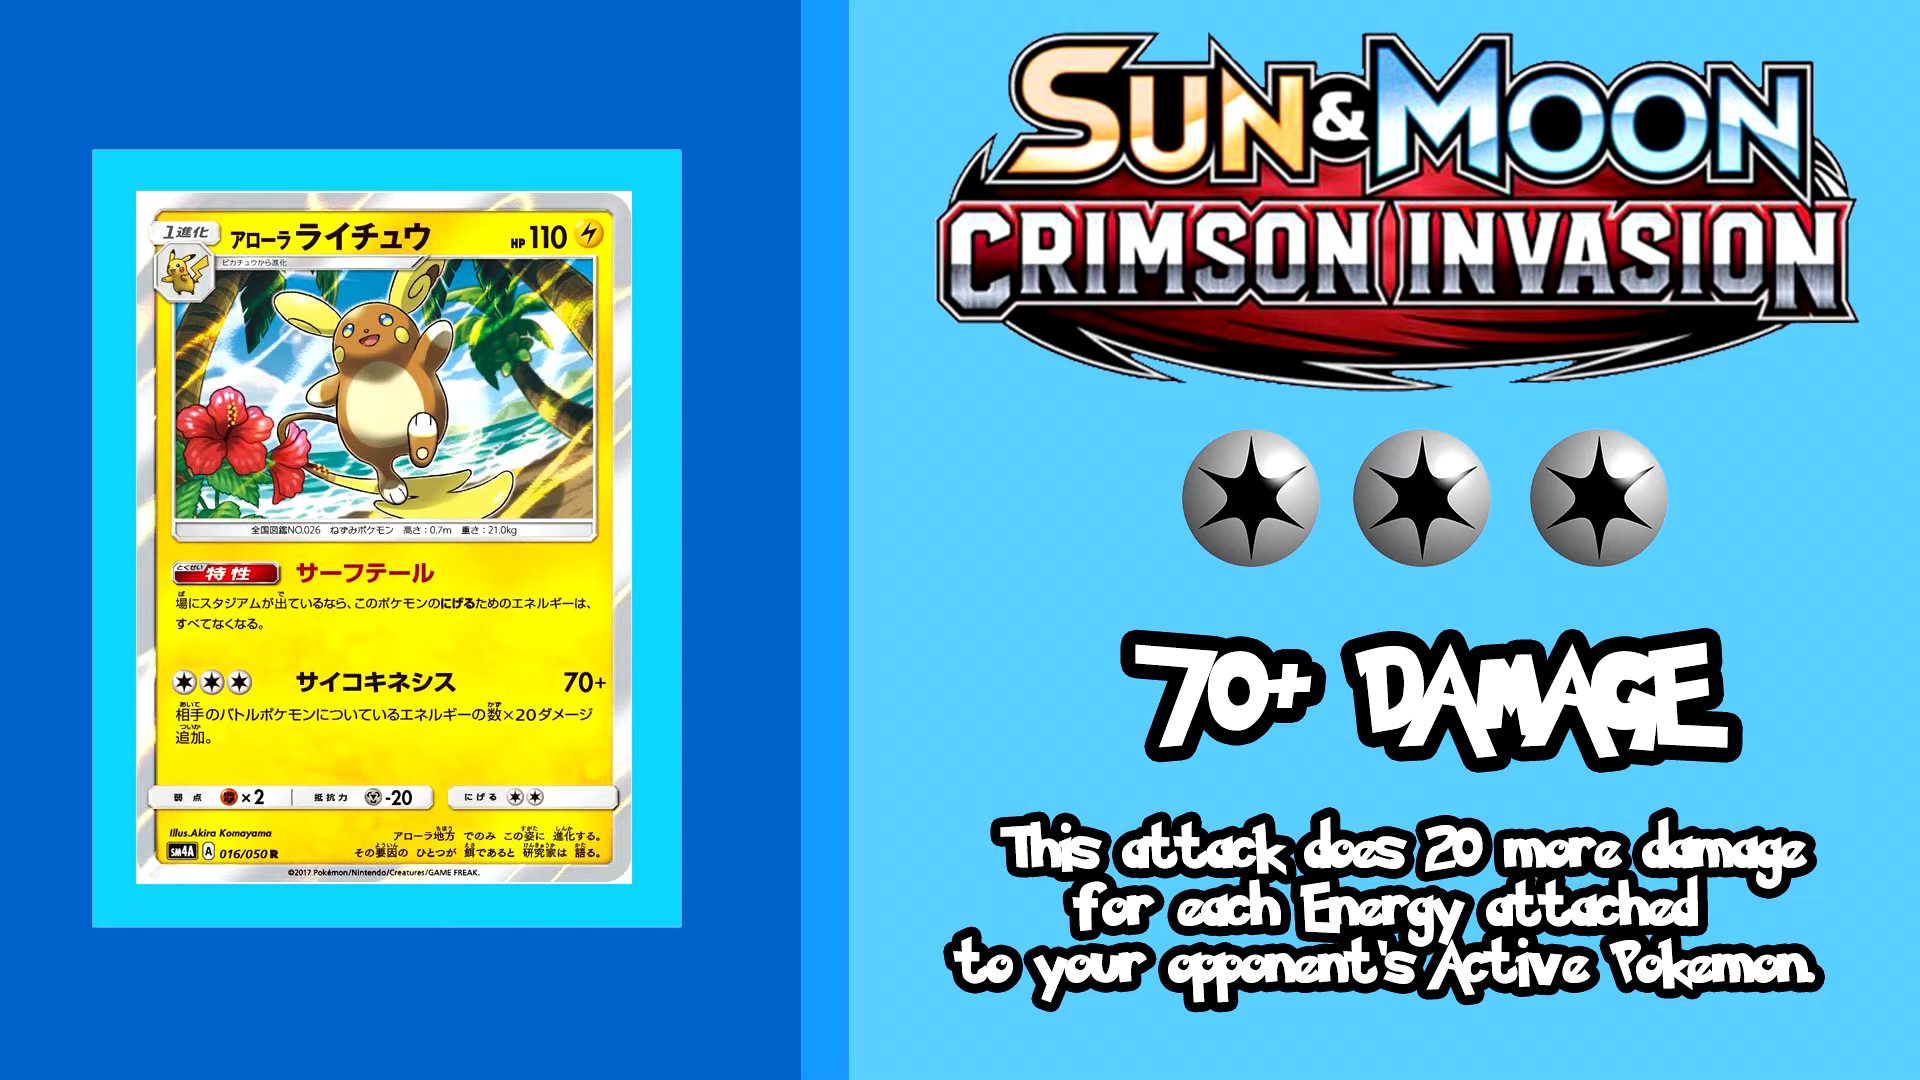 1進化
アローラ ライチュウ
HP 110
ピカチュウから進化
全国図鑑NO.026 ねずみポケモン 高さ：0.7m 重さ：21.0kg
とくせい
特性 サーフテール
場にスタジアムが出ているなら、このポケモンのにげるためのエネルギーは、
すべてなくなる。
サイコキネシス 70+
相手のバトルポケモンについているエネルギーの数×20ダメージ
追加。
弱点 ×2 抵抗力 -20 にげる
Illus. Akira Komayama
SM4A A 016/050 R
アローラ地方 でのみ この姿に 進化する。
その要因の ひとつが 餌であると 研究家は 語る。
©2017 Pokémon/Nintendo/Creatures/GAME FREAK.
SUN & MOON
CRIMSON INVASION
70+ DAMAGE
This attack does 20 more damage
for each Energy attached
to your opponent's Active Pokemon.